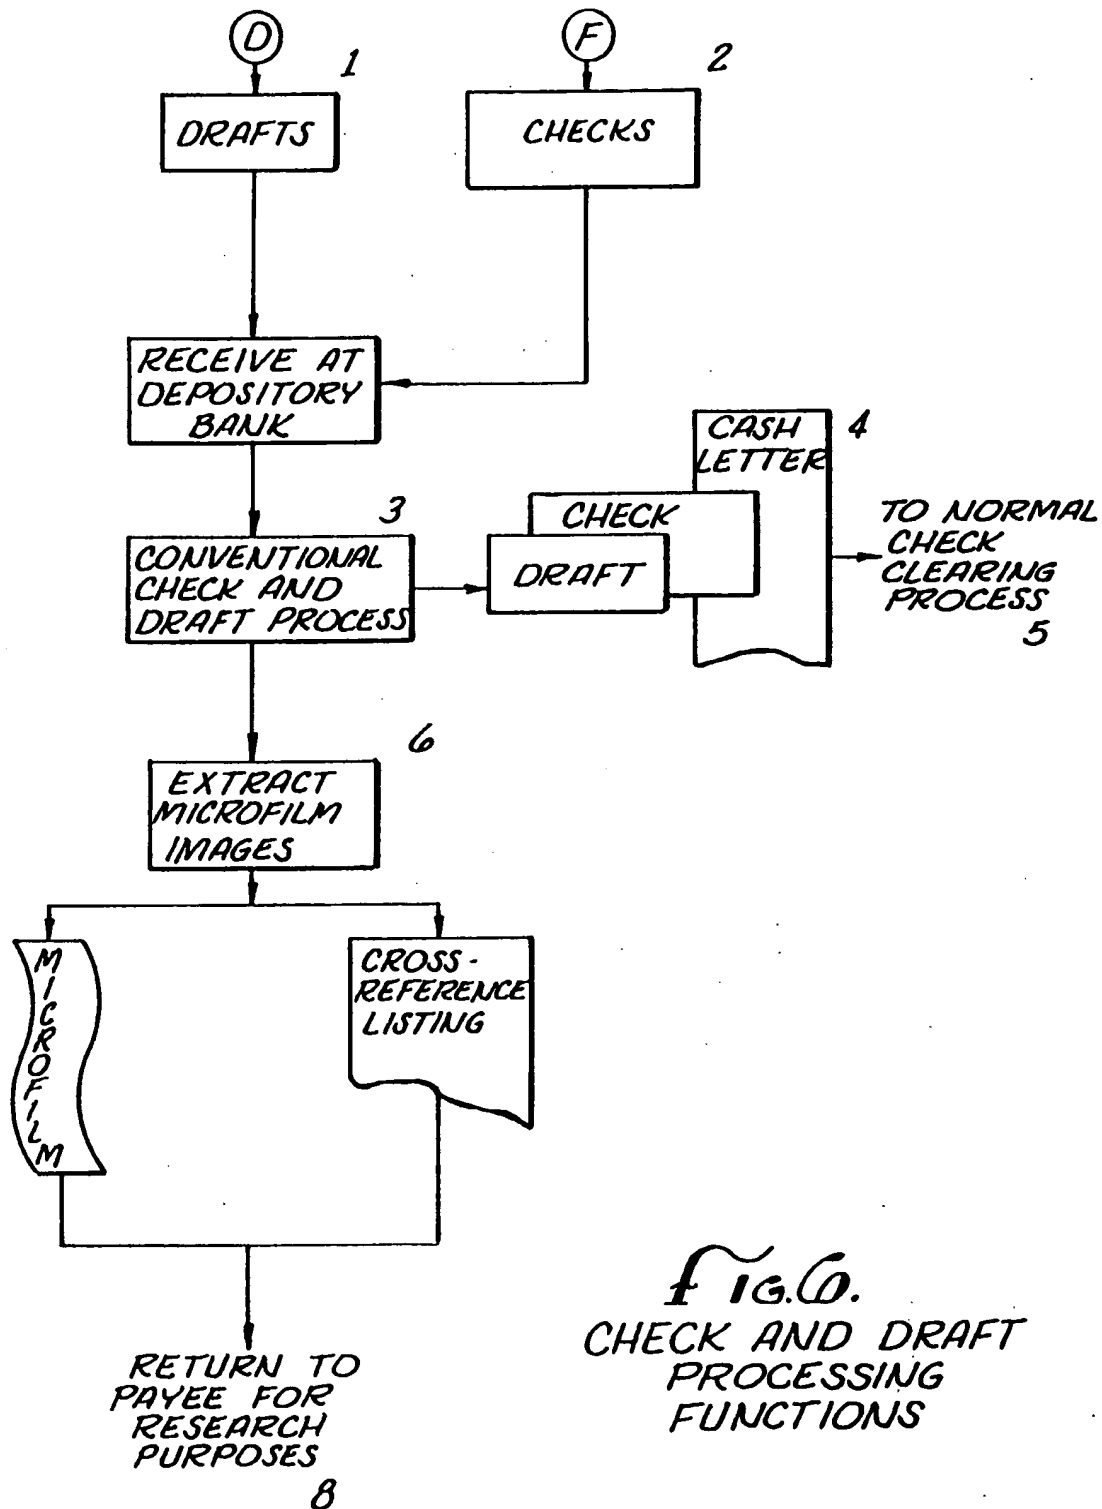 D
F
1
2
DRAFTS
CHECKS
RECEIVE AT
DEPOSITORY
BANK
CASH
LETTER
4
3
CHECK
DRAFT
TO NORMAL
CHECK
CLEARING
PROCESS
5
CONVENTIONAL
CHECK AND
DRAFT PROCESS
6
EXTRACT
MICROFILM
IMAGES
MICROFILM
CROSS-
REFERENCE
LISTING
RETURN TO
PAYEE FOR
RESEARCH
PURPOSES
8
FIG.6.
CHECK AND DRAFT
PROCESSING
FUNCTIONS